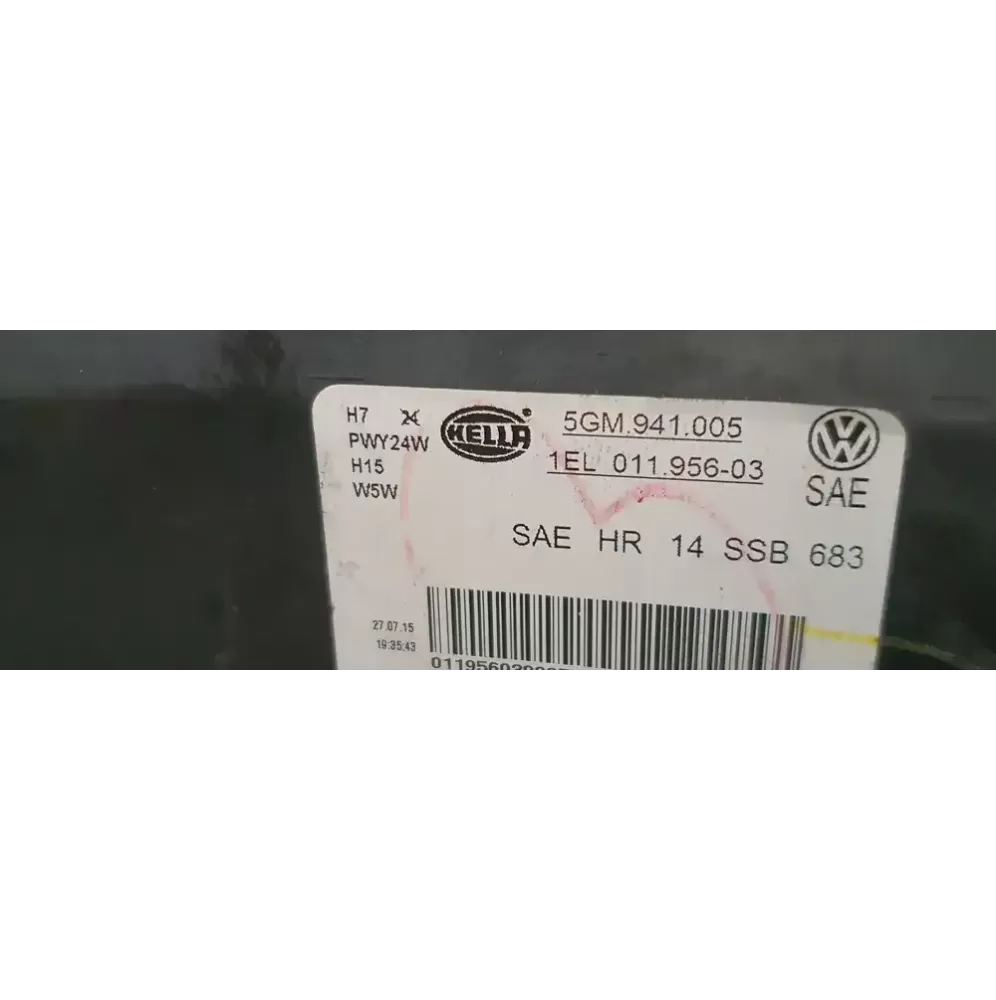 H7
PWY24W
H15
W5W
HELLA
5GM.941.005
1EL 011.956-03
SAE
SAE HR 14 SSB 683
27.07.15
19:35:43